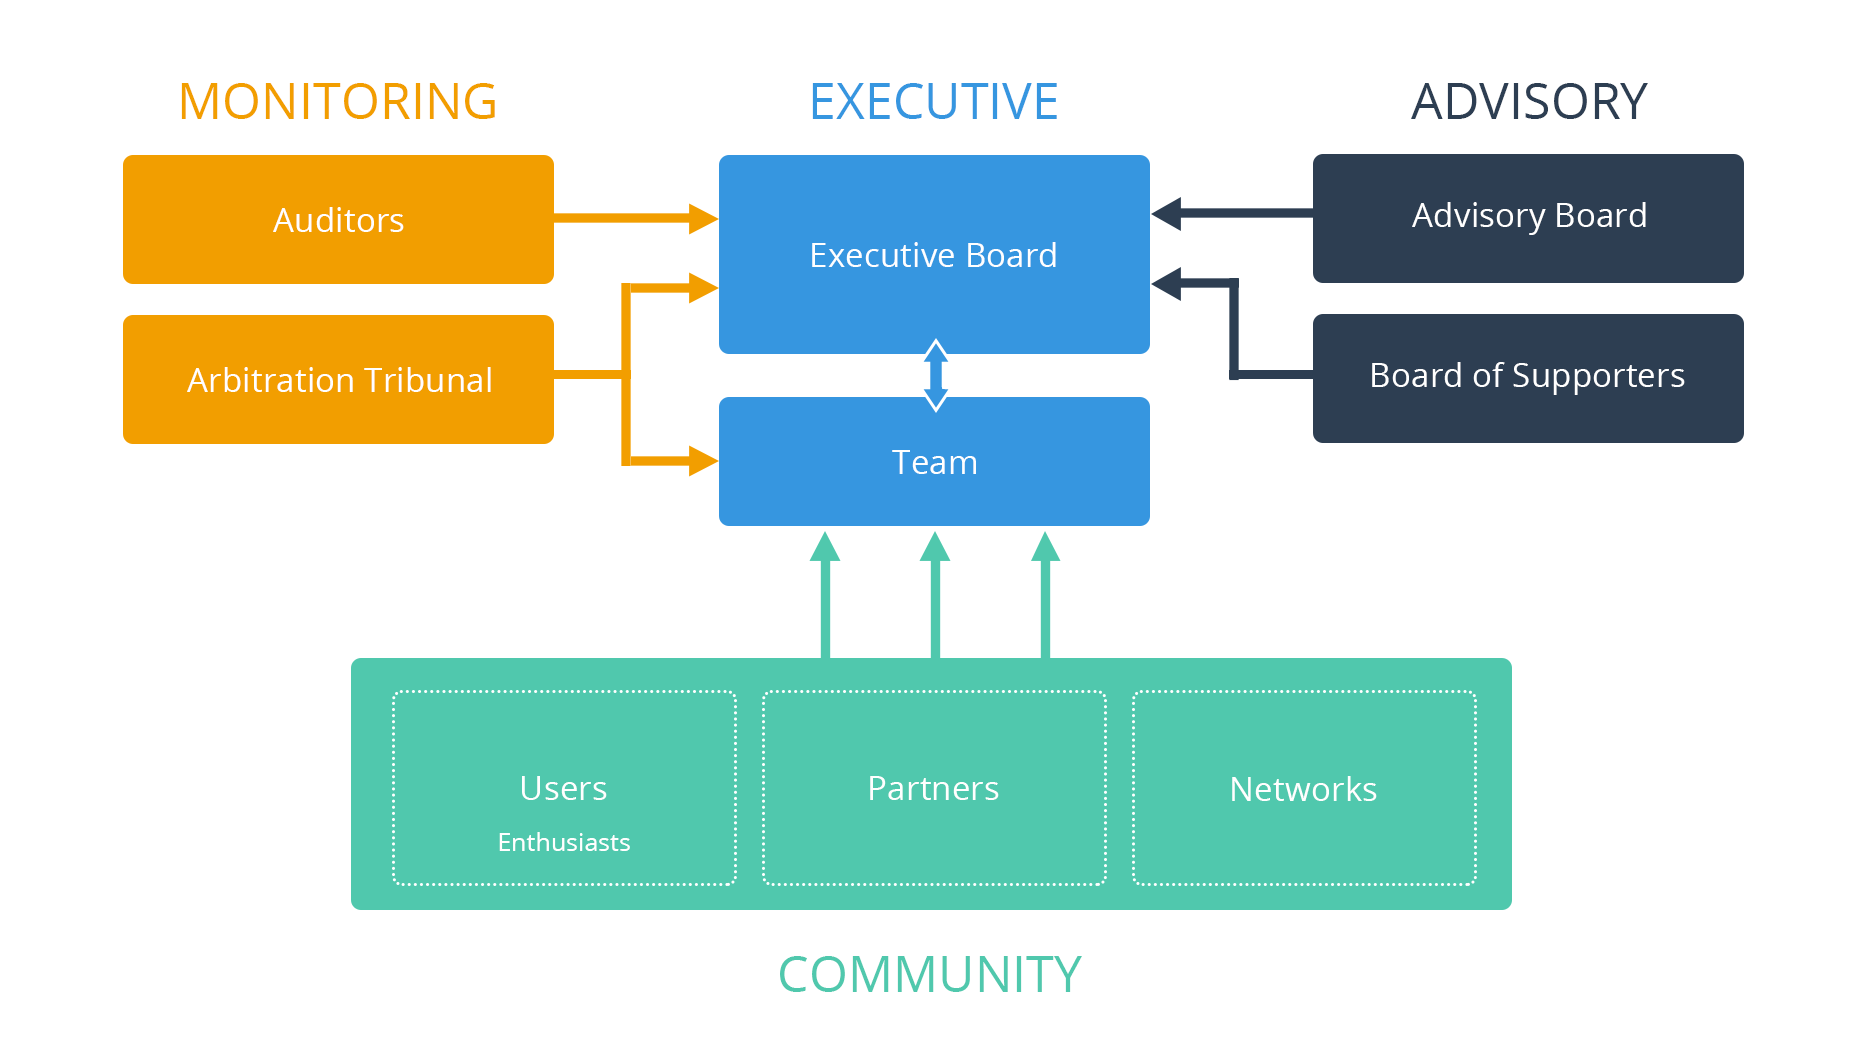 MONITORING
Auditors
Arbitration Tribunal
EXECUTIVE
Executive Board
Team
ADVISORY
Advisory Board
Board of Supporters
Users
Enthusiasts
Partners
Networks
COMMUNITY